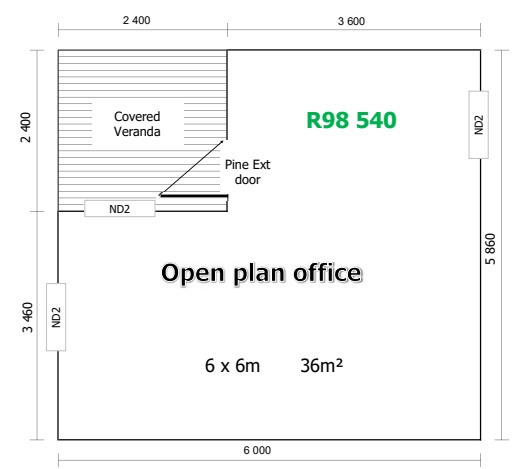 2 400
3 600
2 400
Covered
Veranda
R98 540
ND2
Pine Ext
door
ND2
5 860
Open plan office
3 460
ND2
6 x 6m 36m²
6 000